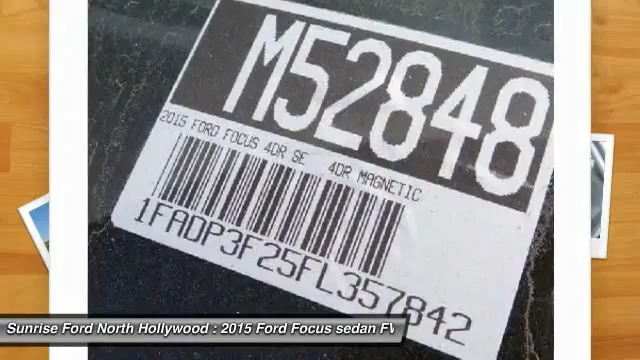 M52848
2015 FORD FOCUS 4DR SE 4DR MAGNETIC
1FADP3F25FL357842
Sunrise Ford North Hollywood : 2015 Ford Focus sedan FV